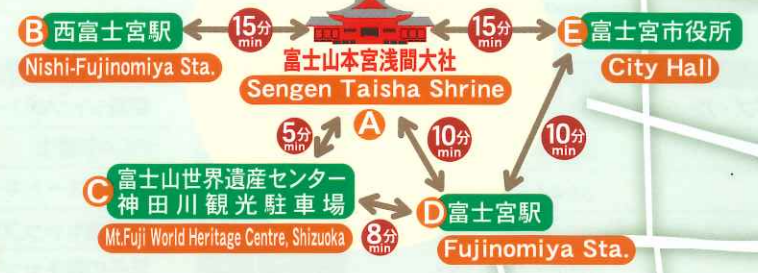 B 西富士宮駅
Nishi-Fujinomiya Sta.
15分
min
富士山本宮浅間大社
Sengen Taisha Shrine
A
15分
min
E 富士宮市役所
City Hall
5分
min
10分
min
10分
min
C 富士山世界遺産センター
神田川観光駐車場
Mt.Fuji World Heritage Centre, Shizuoka
8分
min
D 富士宮駅
Fujinomiya Sta.